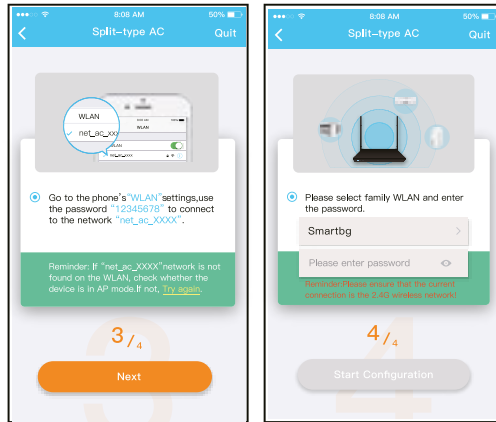 8:08 AM
50%
Split-type AC
Quit
WLAN
net_ac_xxx
WLAN
WLAN
Go to the phone's"WLAN"settings,use
the password "12345678" to connect
to the network "net_ac_XXXX".
Reminder: If "net_ac_XXXX"network is not
found on the WLAN, check whether the
device is in AP mode.If not, Try again.
3/4
Next
8:08 AM
50%
Split-type AC
Quit
Please select family WLAN and enter
the password.
Smartbg
Please enter password
Reminder:Please ensure that the current
connection is the 2.4G wireless network!
4/4
Start Configuration